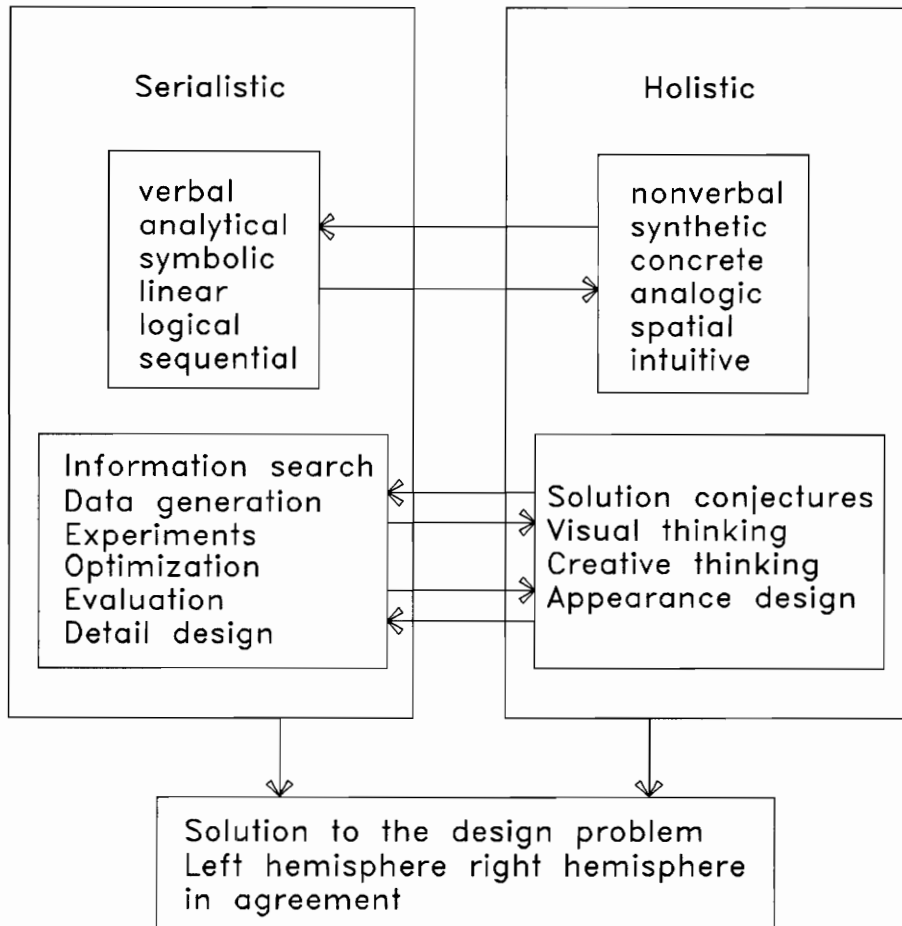 Serialistic
verbal
analytical
symbolic
linear
logical
sequential
Information search
Data generation
Experiments
Optimization
Evaluation
Detail design
Holistic
nonverbal
synthetic
concrete
analogic
spatial
intuitive
Solution conjectures
Visual thinking
Creative thinking
Appearance design
Solution to the design problem
Left hemisphere right hemisphere
in agreement